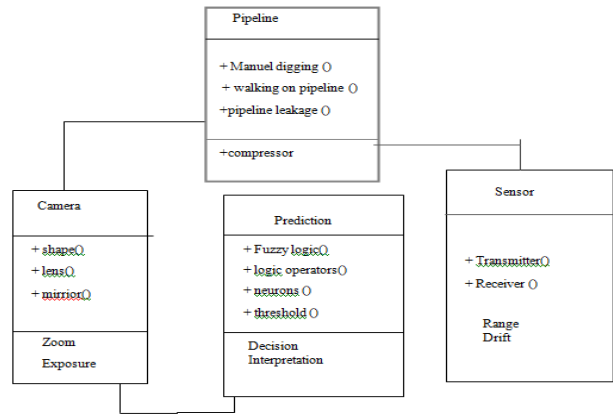 Pipeline
+ Manuel digging ()
+ walking on pipeline ()
+pipeline leakage ()
+compressor
Camera
+ shape()
+ lens()
+ mirrior()
Zoom
Exposure
Prediction
+ Fuzzy logic()
+ logic operators()
+ neurons ()
+ threshold ()
Decision
Interpretation
Sensor
+ Transmitter()
+ Receiver ()
Range
Drift